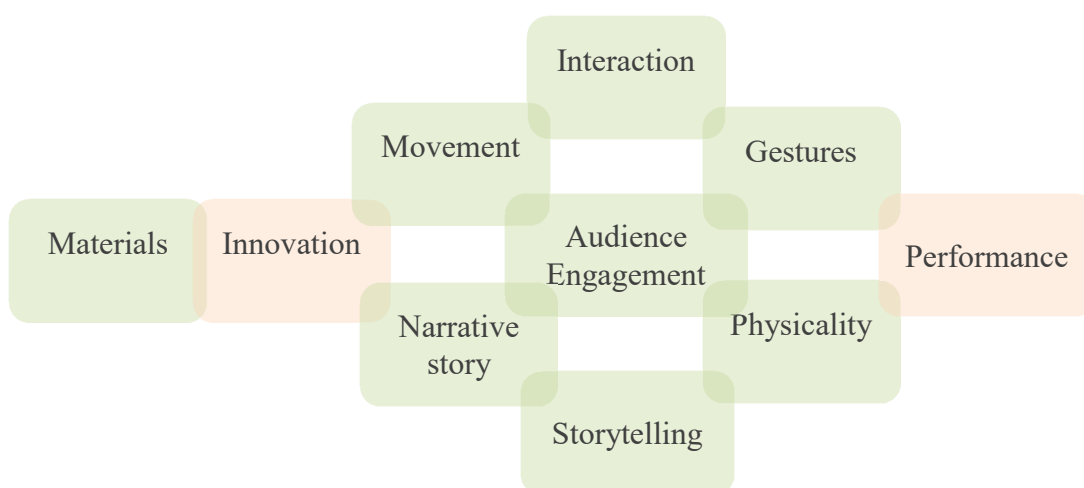 Interaction
Movement
Gestures
Materials
Innovation
Audience
Engagement
Performance
Narrative
story
Physicality
Storytelling